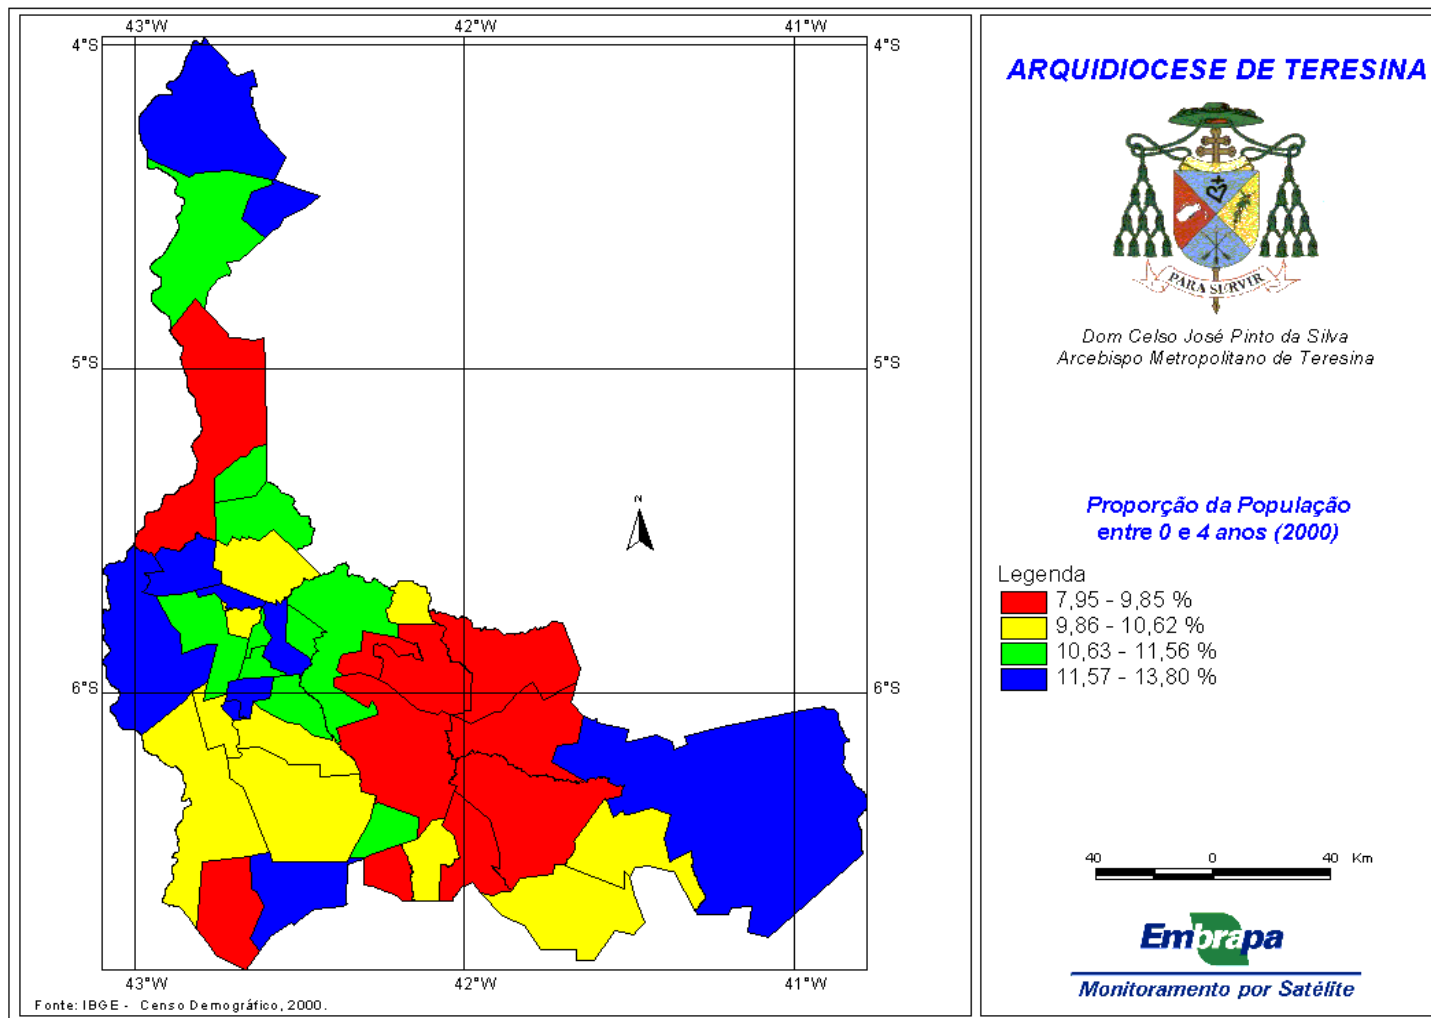 43°W 42°W 41°W
4°S 4°S
5°S 5°S
6°S 6°S
43°W 42°W 41°W
Fonte: IBGE - Censo Demográfico, 2000.
ARQUIDIOCESE DE TERESINA
PARA SERVIR
Dom Celso José Pinto da Silva
Arcebispo Metropolitano de Teresina
N
Proporção da População
entre 0 e 4 anos (2000)
Legenda
7,95 - 9,85 %
9,86 - 10,62 %
10,63 - 11,56 %
11,57 - 13,80 %
40 0 40 Km
Embrapa
Monitoramento por Satélite